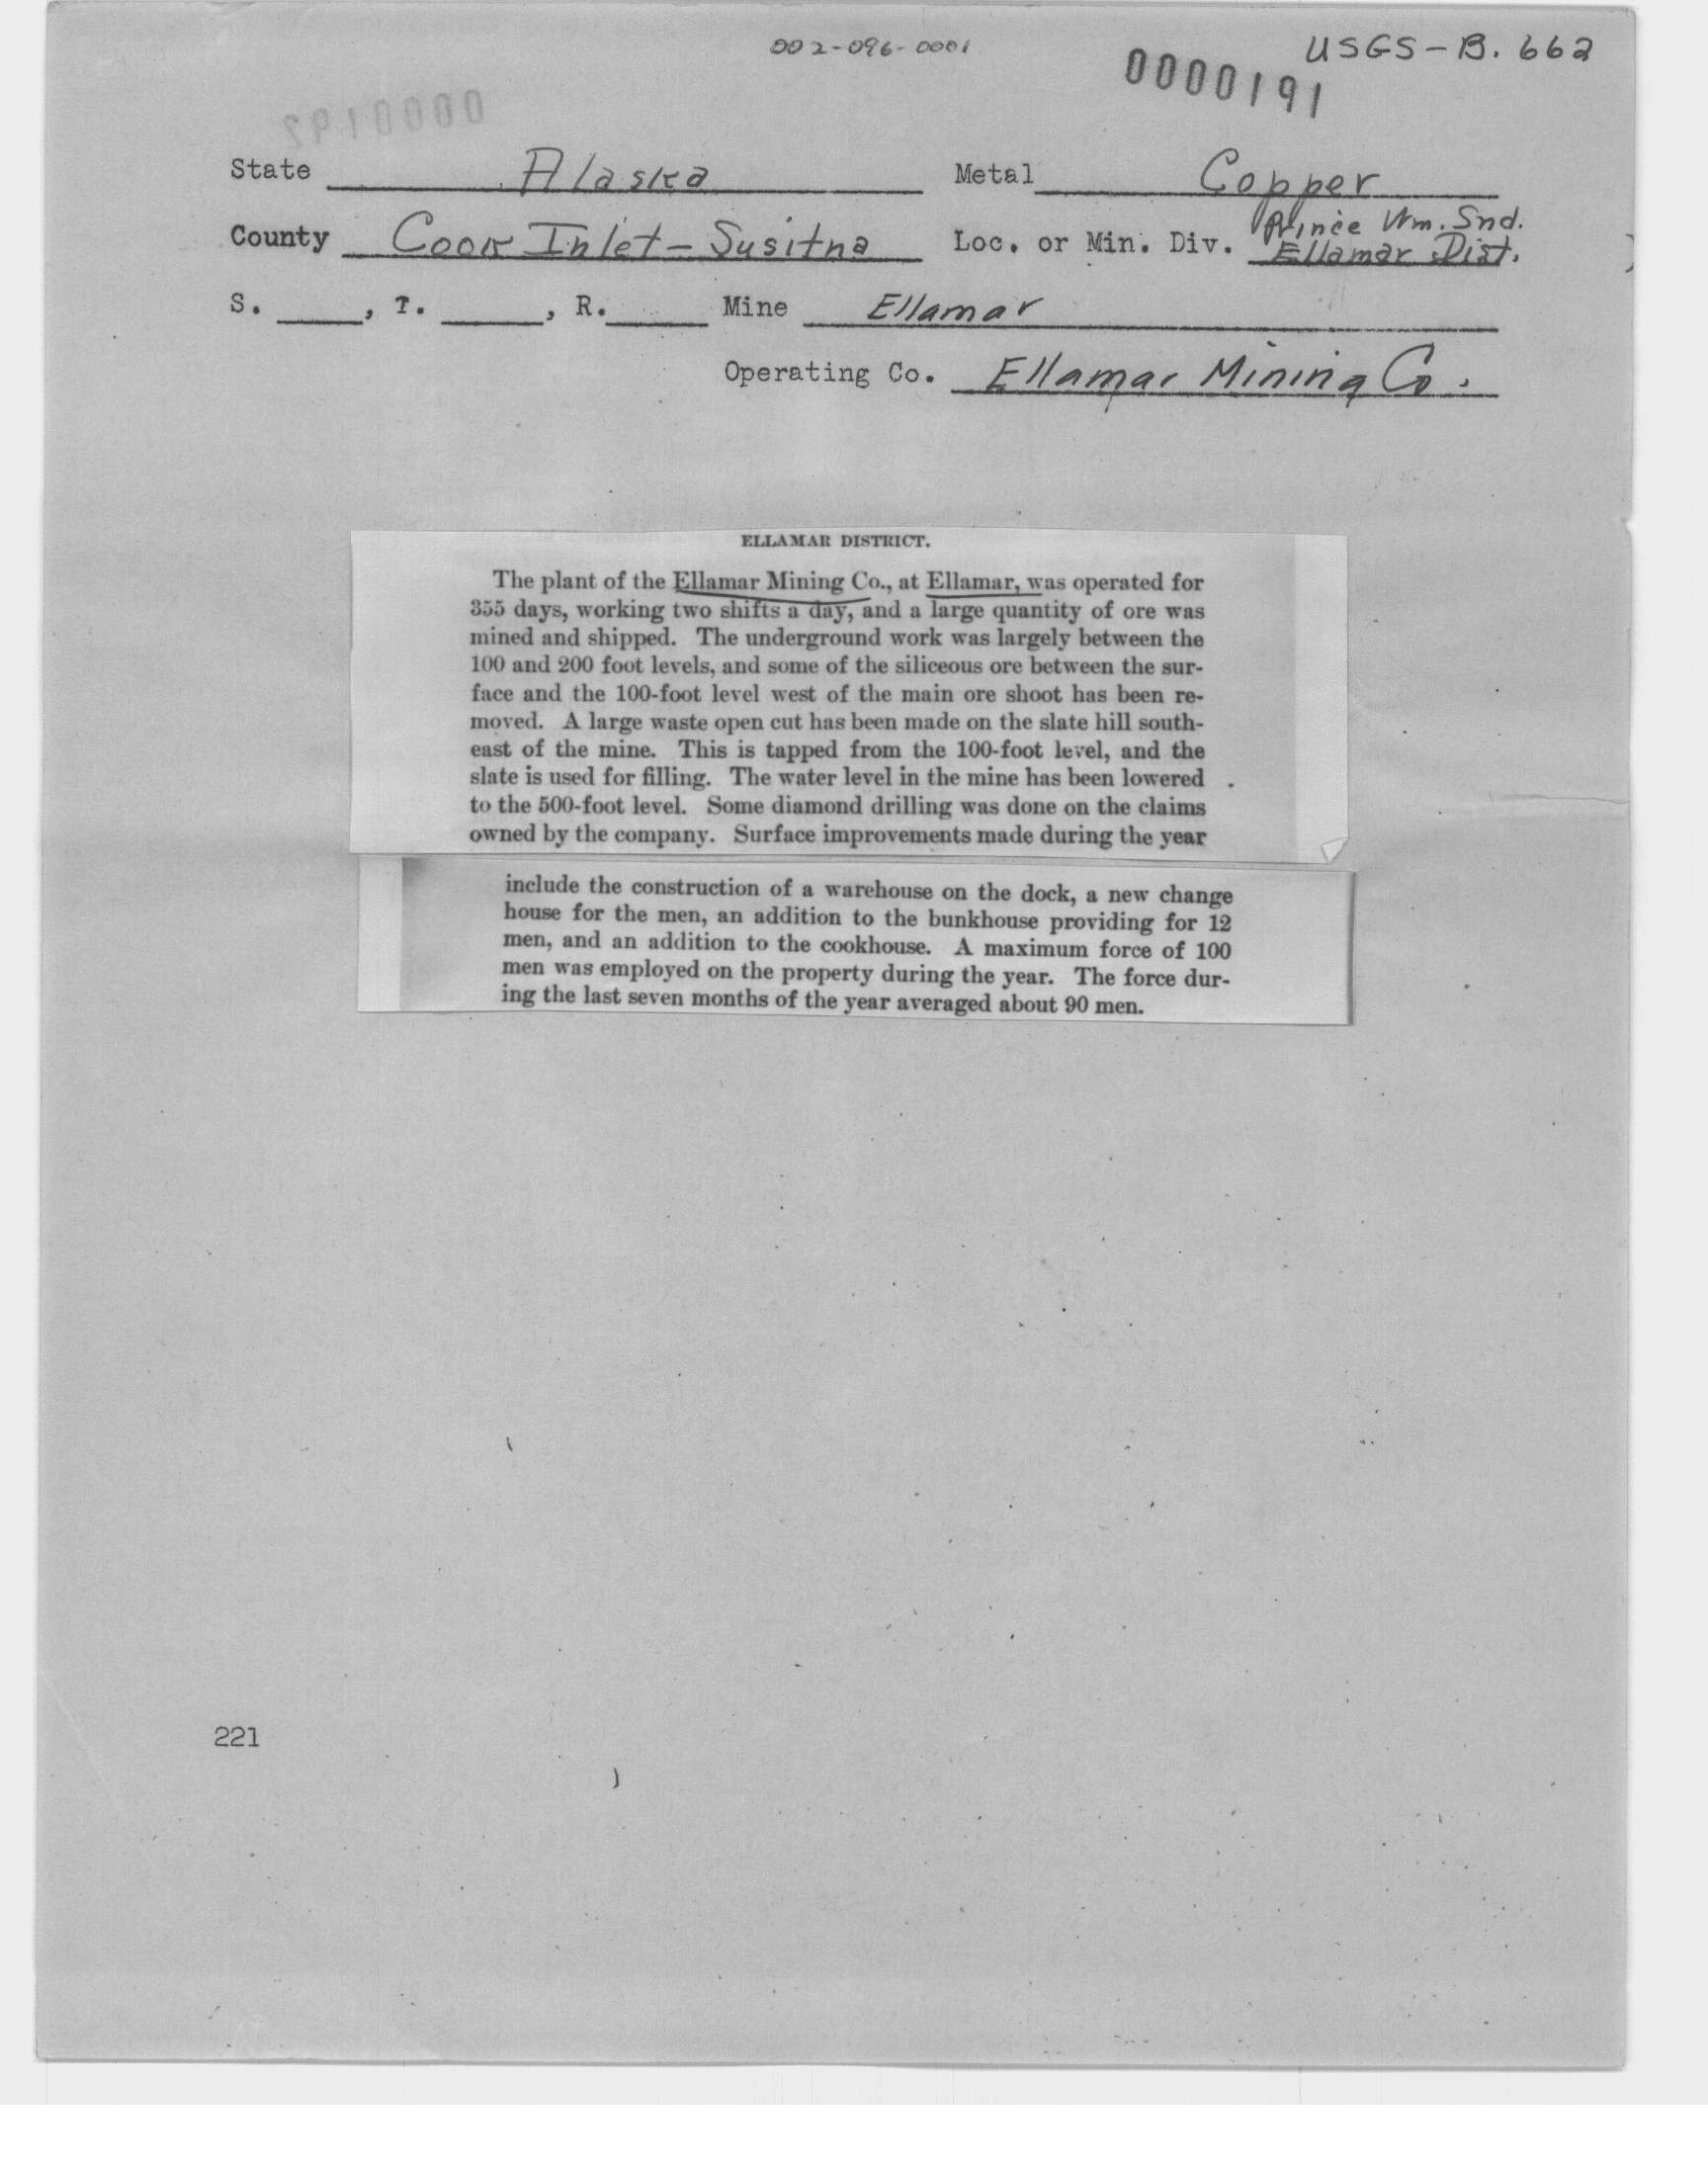 002-096-0001
USGS-B. 662
0000191
0000192
State Alaska Metal Copper
County Cook Inlet-Susitna Loc. or Min. Div. Prince Wm. Snd. Ellamar Dist.
S. , T. , R. Mine Ellamar
Operating Co. Ellamar Mining Co.
ELLAMAR DISTRICT.
The plant of the Ellamar Mining Co., at Ellamar, was operated for
355 days, working two shifts a day, and a large quantity of ore was
mined and shipped. The underground work was largely between the
100 and 200 foot levels, and some of the siliceous ore between the sur-
face and the 100-foot level west of the main ore shoot has been re-
moved. A large waste open cut has been made on the slate hill south-
east of the mine. This is tapped from the 100-foot level, and the
slate is used for filling. The water level in the mine has been lowered
to the 500-foot level. Some diamond drilling was done on the claims
owned by the company. Surface improvements made during the year
include the construction of a warehouse on the dock, a new change
house for the men, an addition to the bunkhouse providing for 12
men, and an addition to the cookhouse. A maximum force of 100
men was employed on the property during the year. The force dur-
ing the last seven months of the year averaged about 90 men.
221